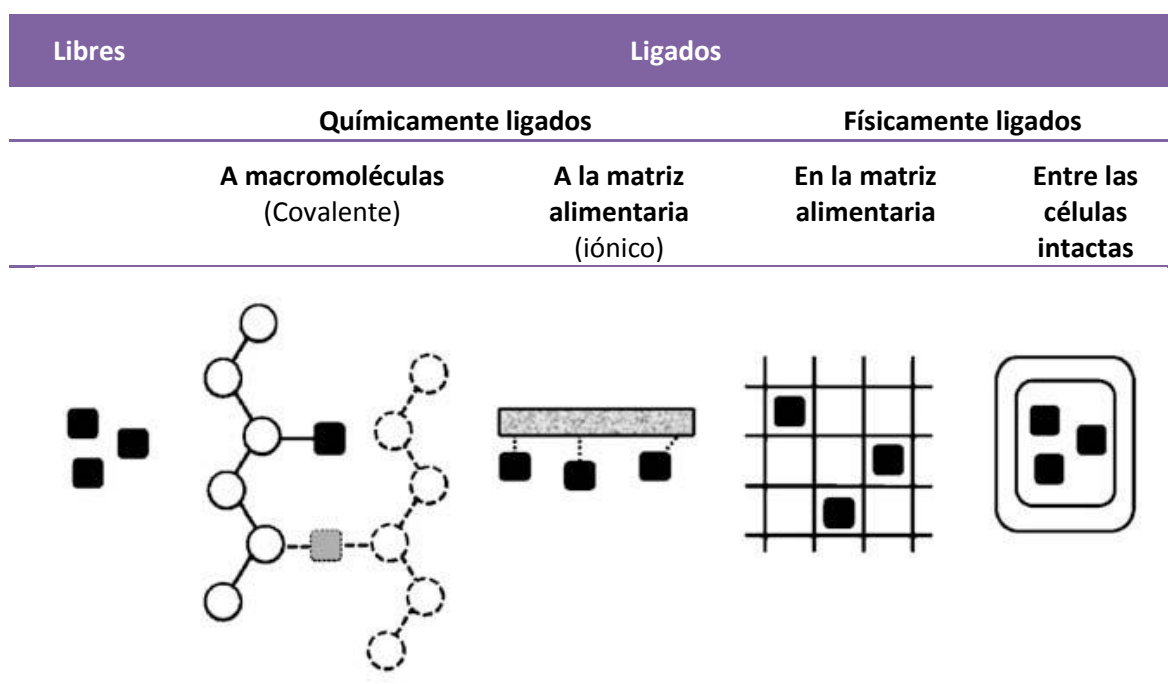 Libres Ligados
Químicamente ligados Físicamente ligados
A macromoléculas A la matriz En la matriz Entre las
(Covalente) alimentaria alimentaria células
(iónico) intactas